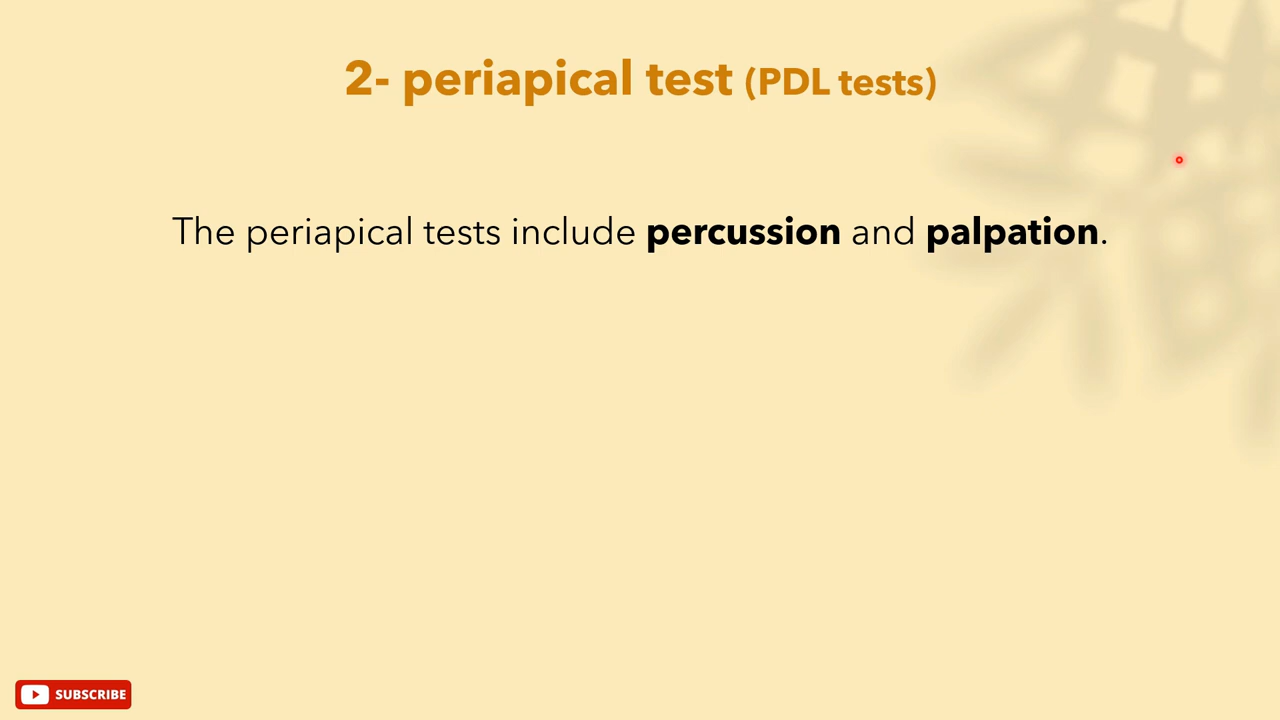 2- periapical test (PDL tests)
The periapical tests include percussion and palpation.
SUBSCRIBE